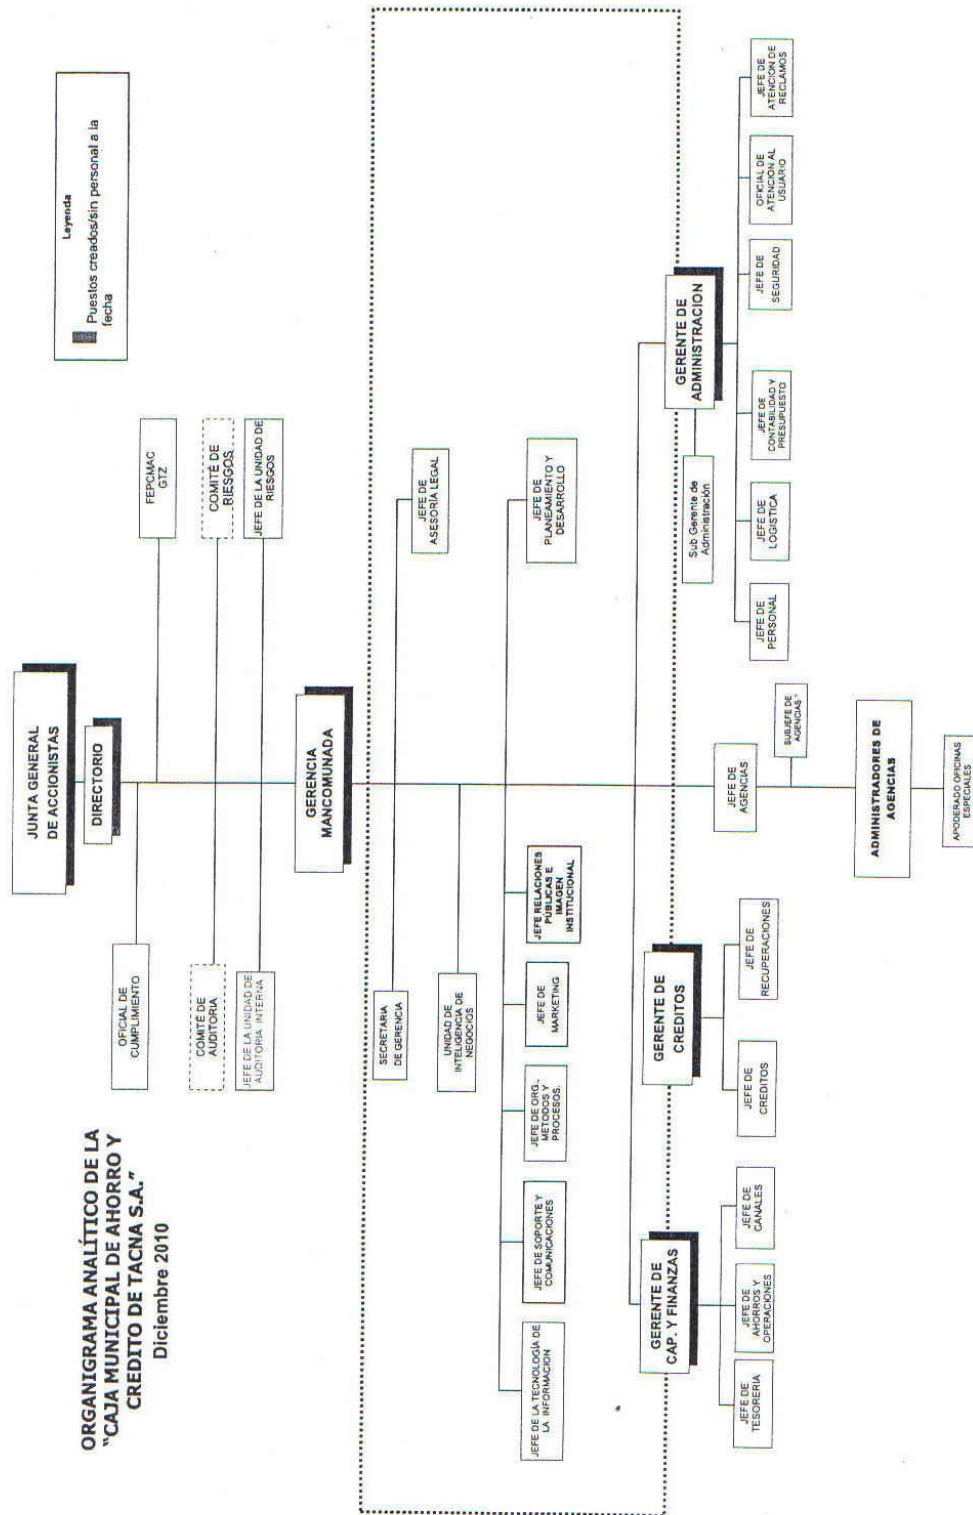 ORGANIGRAMA ANALÍTICO DE LA
"CAJA MUNICIPAL DE AHORRO Y
CREDITO DE TACNA S.A."
Diciembre 2010
Leyenda
Puestos creados/sin personal a la
fecha
JUNTA GENERAL
DE ACCIONISTAS
DIRECTORIO
OFICIAL DE
CUMPLIMIENTO
FEPCMAC
GTZ
COMITÉ DE
AUDITORIA
COMITÉ DE
RIESGOS
JEFE DE LA UNIDAD DE
AUDITORIA INTERNA
JEFE DE LA UNIDAD DE
RIESGOS
GERENCIA
MANCOMUNADA
SECRETARIA
DE GERENCIA
JEFE DE
ASESORÍA LEGAL
UNIDAD DE
INTELIGENCIA DE
NEGOCIOS
JEFE DE LA TECNOLOGÍA DE
LA INFORMACION
JEFE DE SOPORTE Y
COMUNICACIONES
JEFE DE ORG.,
METODOS Y
PROCESOS.
JEFE DE
MARKETING
JEFE RELACIONES
PÚBLICAS E
IMAGEN
INSTITUCIONAL
JEFE DE
PLANEAMIENTO Y
DESARROLLO
GERENTE DE
CAP. Y FINANZAS
GERENTE DE
CREDITOS
GERENTE DE
ADMINISTRACION
Sub Gerente de
Administración
JEFE DE
TESORERIA
JEFE DE
AHORROS Y
OPERACIONES
JEFE DE
CANALES
JEFE DE
CREDITOS
JEFE DE
RECUPERACIONES
JEFE DE
AGENCIAS
SUBJEFE DE
AGENCIAS *
JEFE DE
PERSONAL
JEFE DE
LOGISTICA
JEFE DE
CONTABILIDAD Y
PRESUPUESTO
JEFE DE
SEGURIDAD
OFICIAL DE
ATENCION AL
USUARIO
JEFE DE
ATENCION DE
RECLAMOS
ADMINISTRADORES DE
AGENCIAS
APODERADO OFICINAS
ESPECIALES